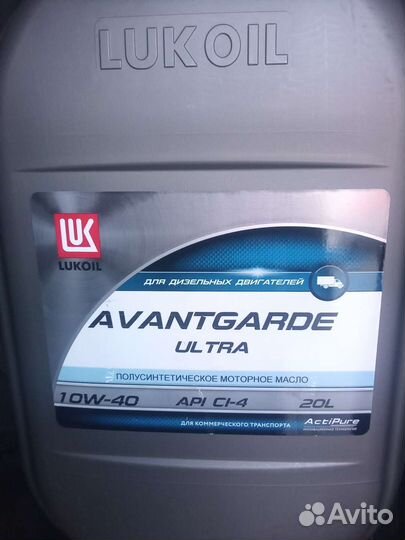 LUKOIL
LUKOIL
ДЛЯ ДИЗЕЛЬНЫХ ДВИГАТЕЛЕЙ
AVANTGARDE
ULTRA
ПОЛУСИНТЕТИЧЕСКОЕ МОТОРНОЕ МАСЛО
10W-40 API CI-4 20L
ДЛЯ КОММЕРЧЕСКОГО ТРАНСПОРТА
ActiPure
Avito